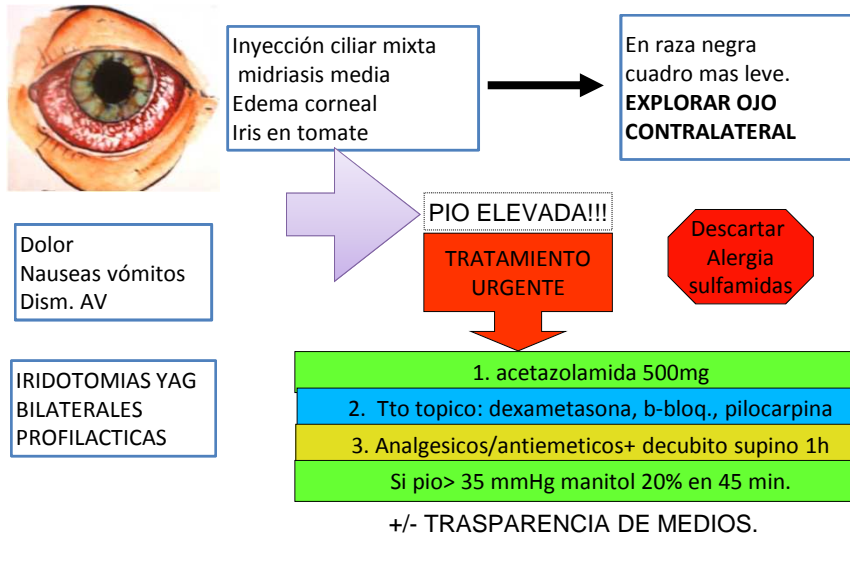 Inyección ciliar mixta
midriasis media
Edema corneal
Iris en tomate
En raza negra
cuadro mas leve.
EXPLORAR OJO
CONTRALATERAL
Dolor
Nauseas vómitos
Dism. AV
PIO ELEVADA!!!
TRATAMIENTO
URGENTE
Descartar
Alergia
sulfamidas
IRIDOTOMIAS YAG
BILATERALES
PROFILACTICAS
1. acetazolamida 500mg
2. Tto topico: dexametasona, b-bloq., pilocarpina
3. Analgesicos/antiemeticos+ decubito supino 1h
Si pio> 35 mmHg manitol 20% en 45 min.
+/- TRASPARENCIA DE MEDIOS.